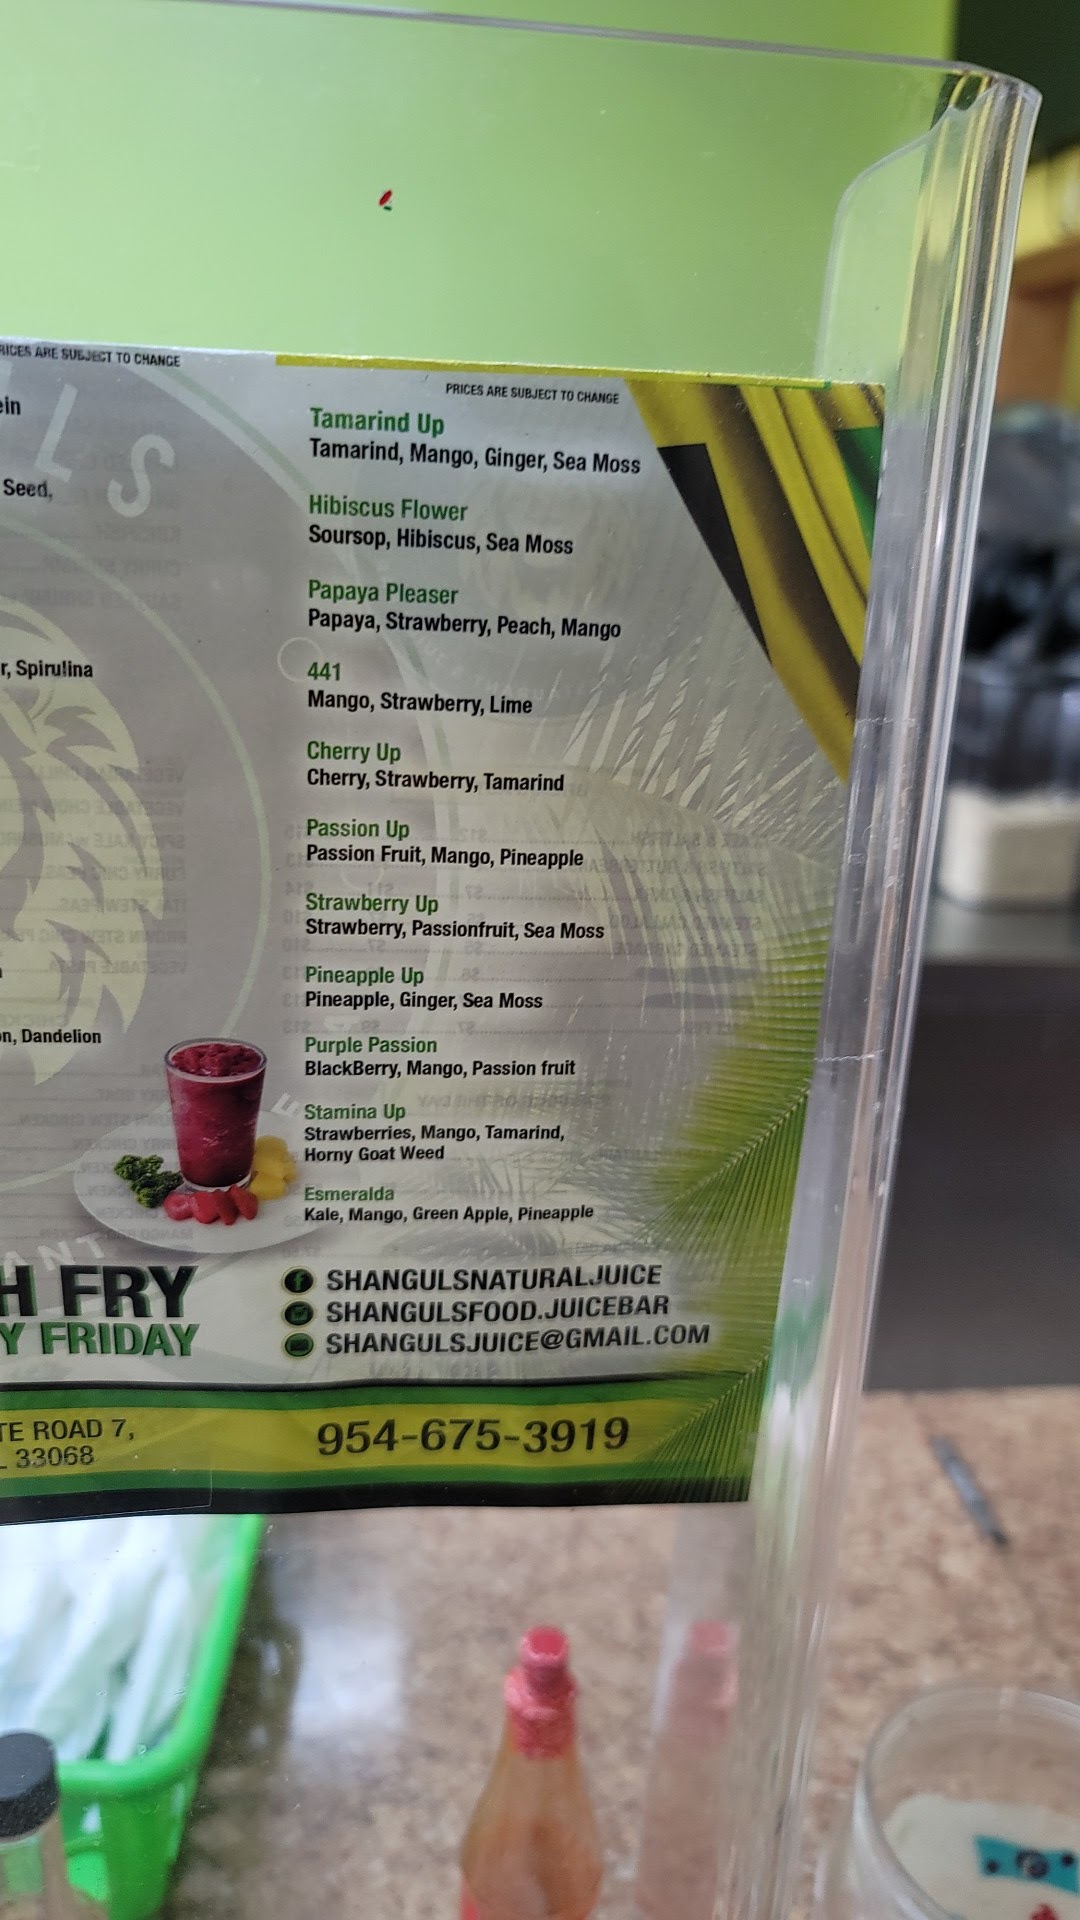 RICES ARE SUBJECT TO CHANGE
ein
Seed,
r, Spirulina
on, Dandelion
H FRY
Y FRIDAY
TE ROAD 7,
L 33068
PRICES ARE SUBJECT TO CHANGE
Tamarind Up
Tamarind, Mango, Ginger, Sea Moss
Hibiscus Flower
Soursop, Hibiscus, Sea Moss
Papaya Pleaser
Papaya, Strawberry, Peach, Mango
441
Mango, Strawberry, Lime
Cherry Up
Cherry, Strawberry, Tamarind
Passion Up
Passion Fruit, Mango, Pineapple
Strawberry Up
Strawberry, Passionfruit, Sea Moss
Pineapple Up
Pineapple, Ginger, Sea Moss
Purple Passion
BlackBerry, Mango, Passion fruit
Stamina Up
Strawberries, Mango, Tamarind,
Horny Goat Weed
Esmeralda
Kale, Mango, Green Apple, Pineapple
SHANGULSNATURALJUICE
SHANGULSFOOD.JUICEBAR
SHANGULSJUICE@GMAIL.COM
954-675-3919